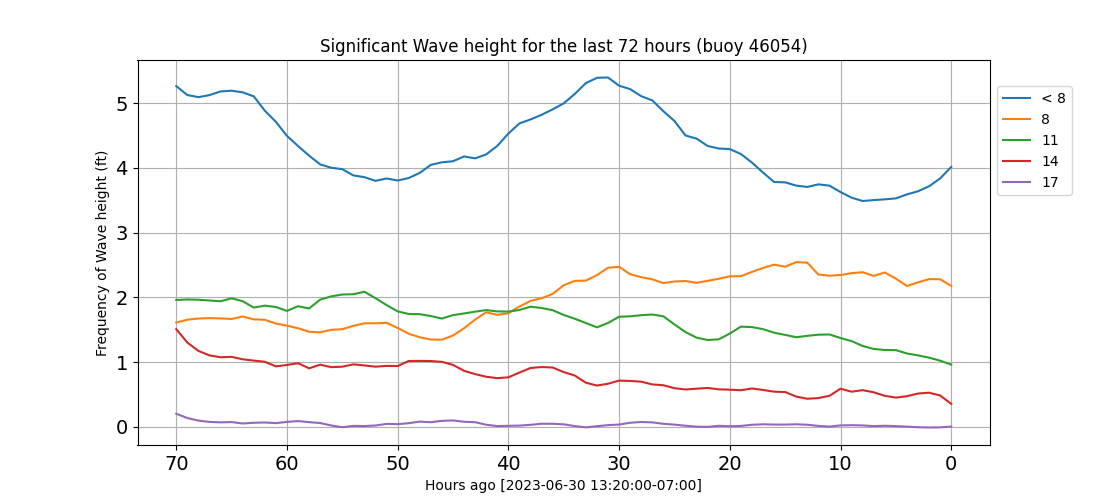 Significant Wave height for the last 72 hours (buoy 46054)
Frequency of Wave height (ft)
5
4
3
2
1
0
70 60 50 40 30 20 10 0
Hours ago [2023-06-30 13:20:00-07:00]
< 8
8
11
14
17